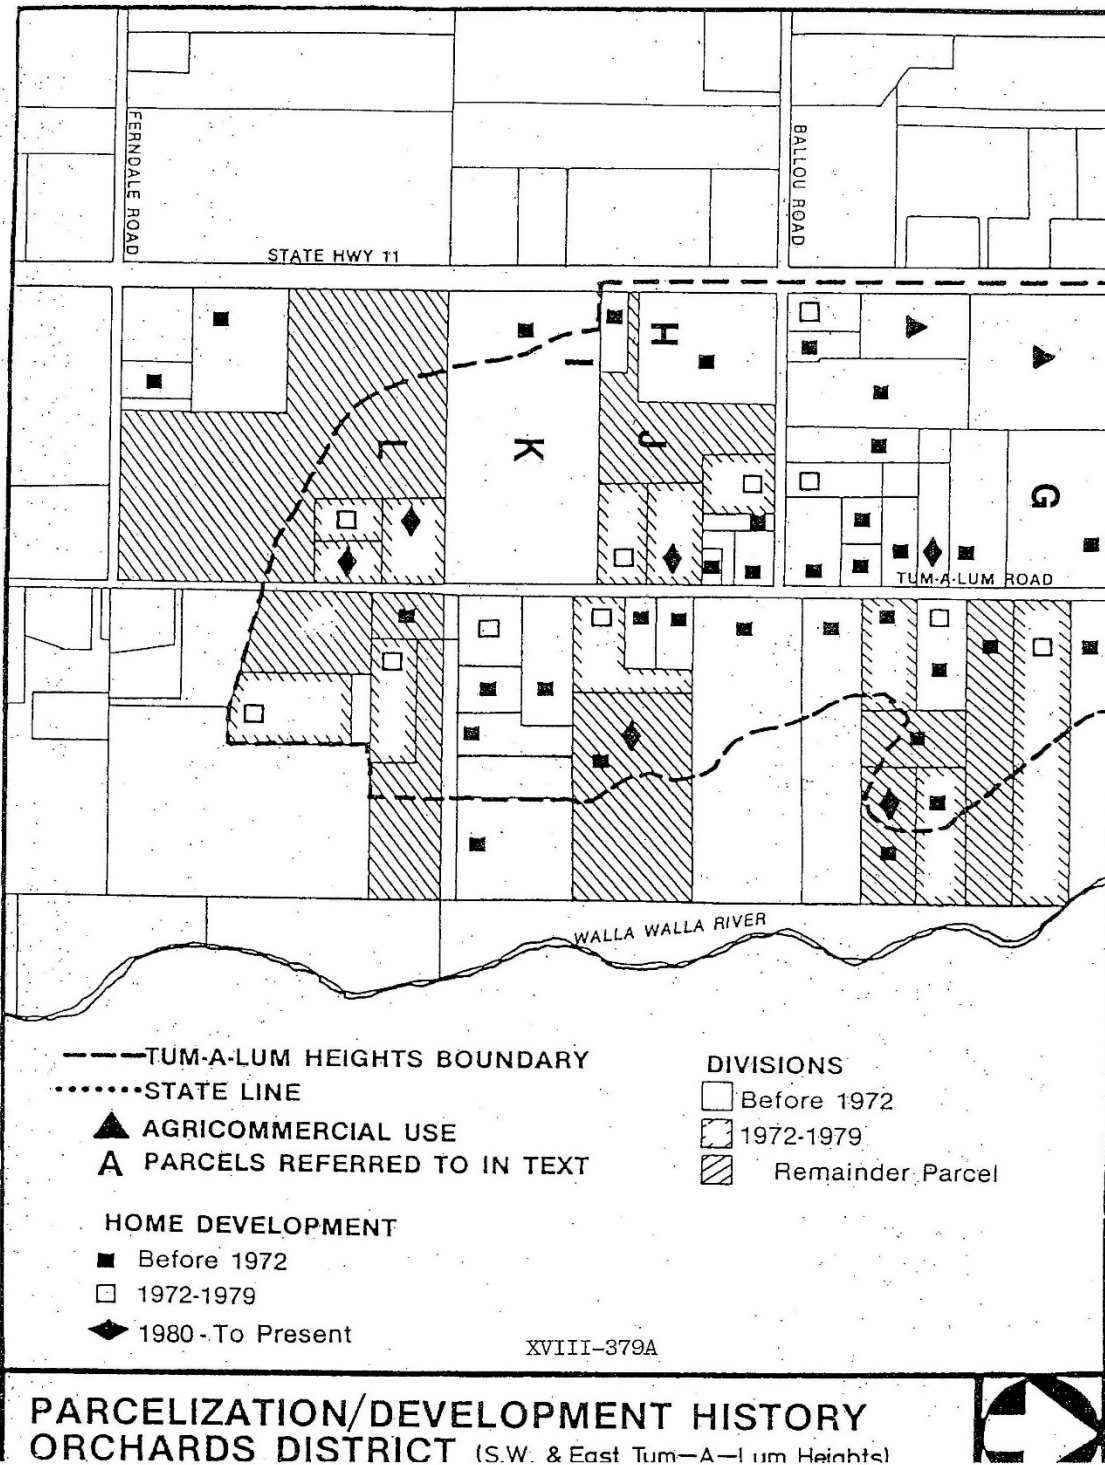 FERNDALE ROAD
BALLOU ROAD
STATE HWY 11
H
I
L
K
J
G
TUM-A-LUM ROAD
WALLA WALLA RIVER
TUM-A-LUM HEIGHTS BOUNDARY
STATE LINE
AGRICOMMERCIAL USE
A PARCELS REFERRED TO IN TEXT
HOME DEVELOPMENT
Before 1972
1972-1979
1980-To Present
DIVISIONS
Before 1972
1972-1979
Remainder Parcel
XVIII-379A
PARCELIZATION/DEVELOPMENT HISTORY
ORCHARDS DISTRICT (S.W. & East Tum-A-Lum Heights)